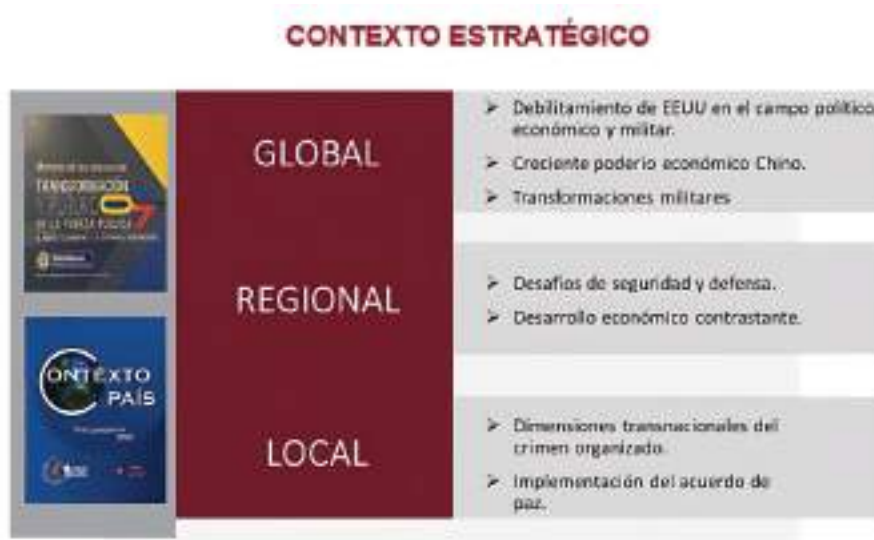 CONTEXTO ESTRATÉGICO
TRANSFORMACIÓN
Y FUTURO
DE LA FUERZA PÚBLICA
CONTEXTO
PAÍS
GLOBAL
➢ Debilitamiento de EEUU en el campo político
económico y militar.
➢ Creciente poderío económico Chino.
➢ Transformaciones militares
REGIONAL
➢ Desafíos de seguridad y defensa.
➢ Desarrollo económico contrastante.
LOCAL
➢ Dimensiones transnacionales del
crimen organizado.
➢ Implementación del acuerdo de
paz.